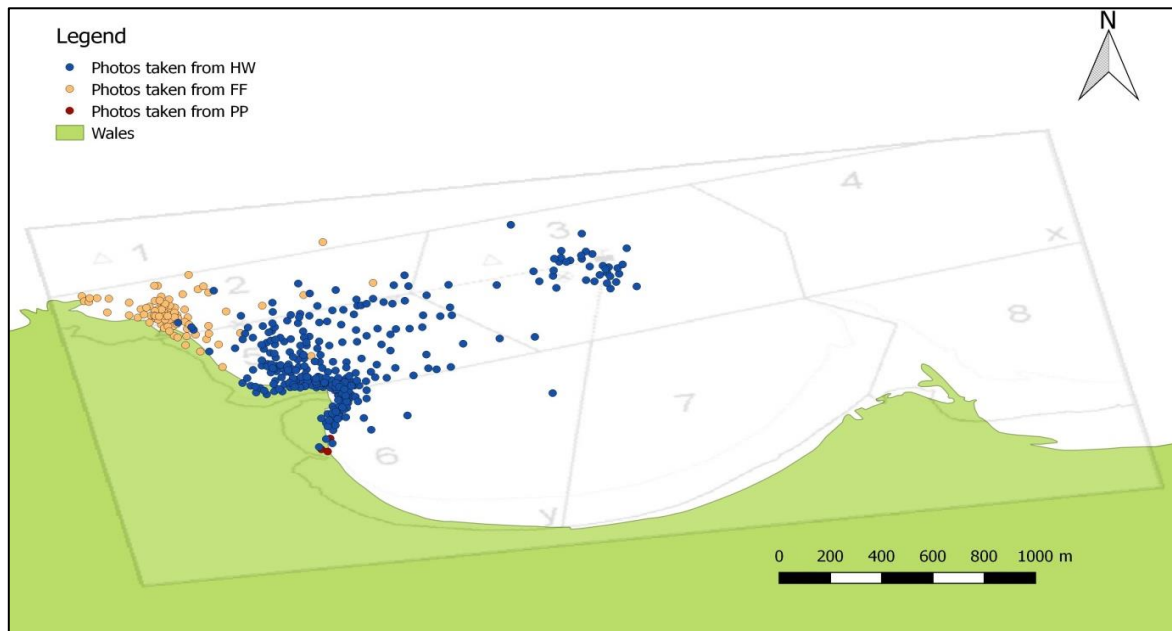 Legend
Photos taken from HW
Photos taken from FF
Photos taken from PP
Wales
N
1
2
3
4
5
6
7
8
x
y
0 200 400 600 800 1000 m